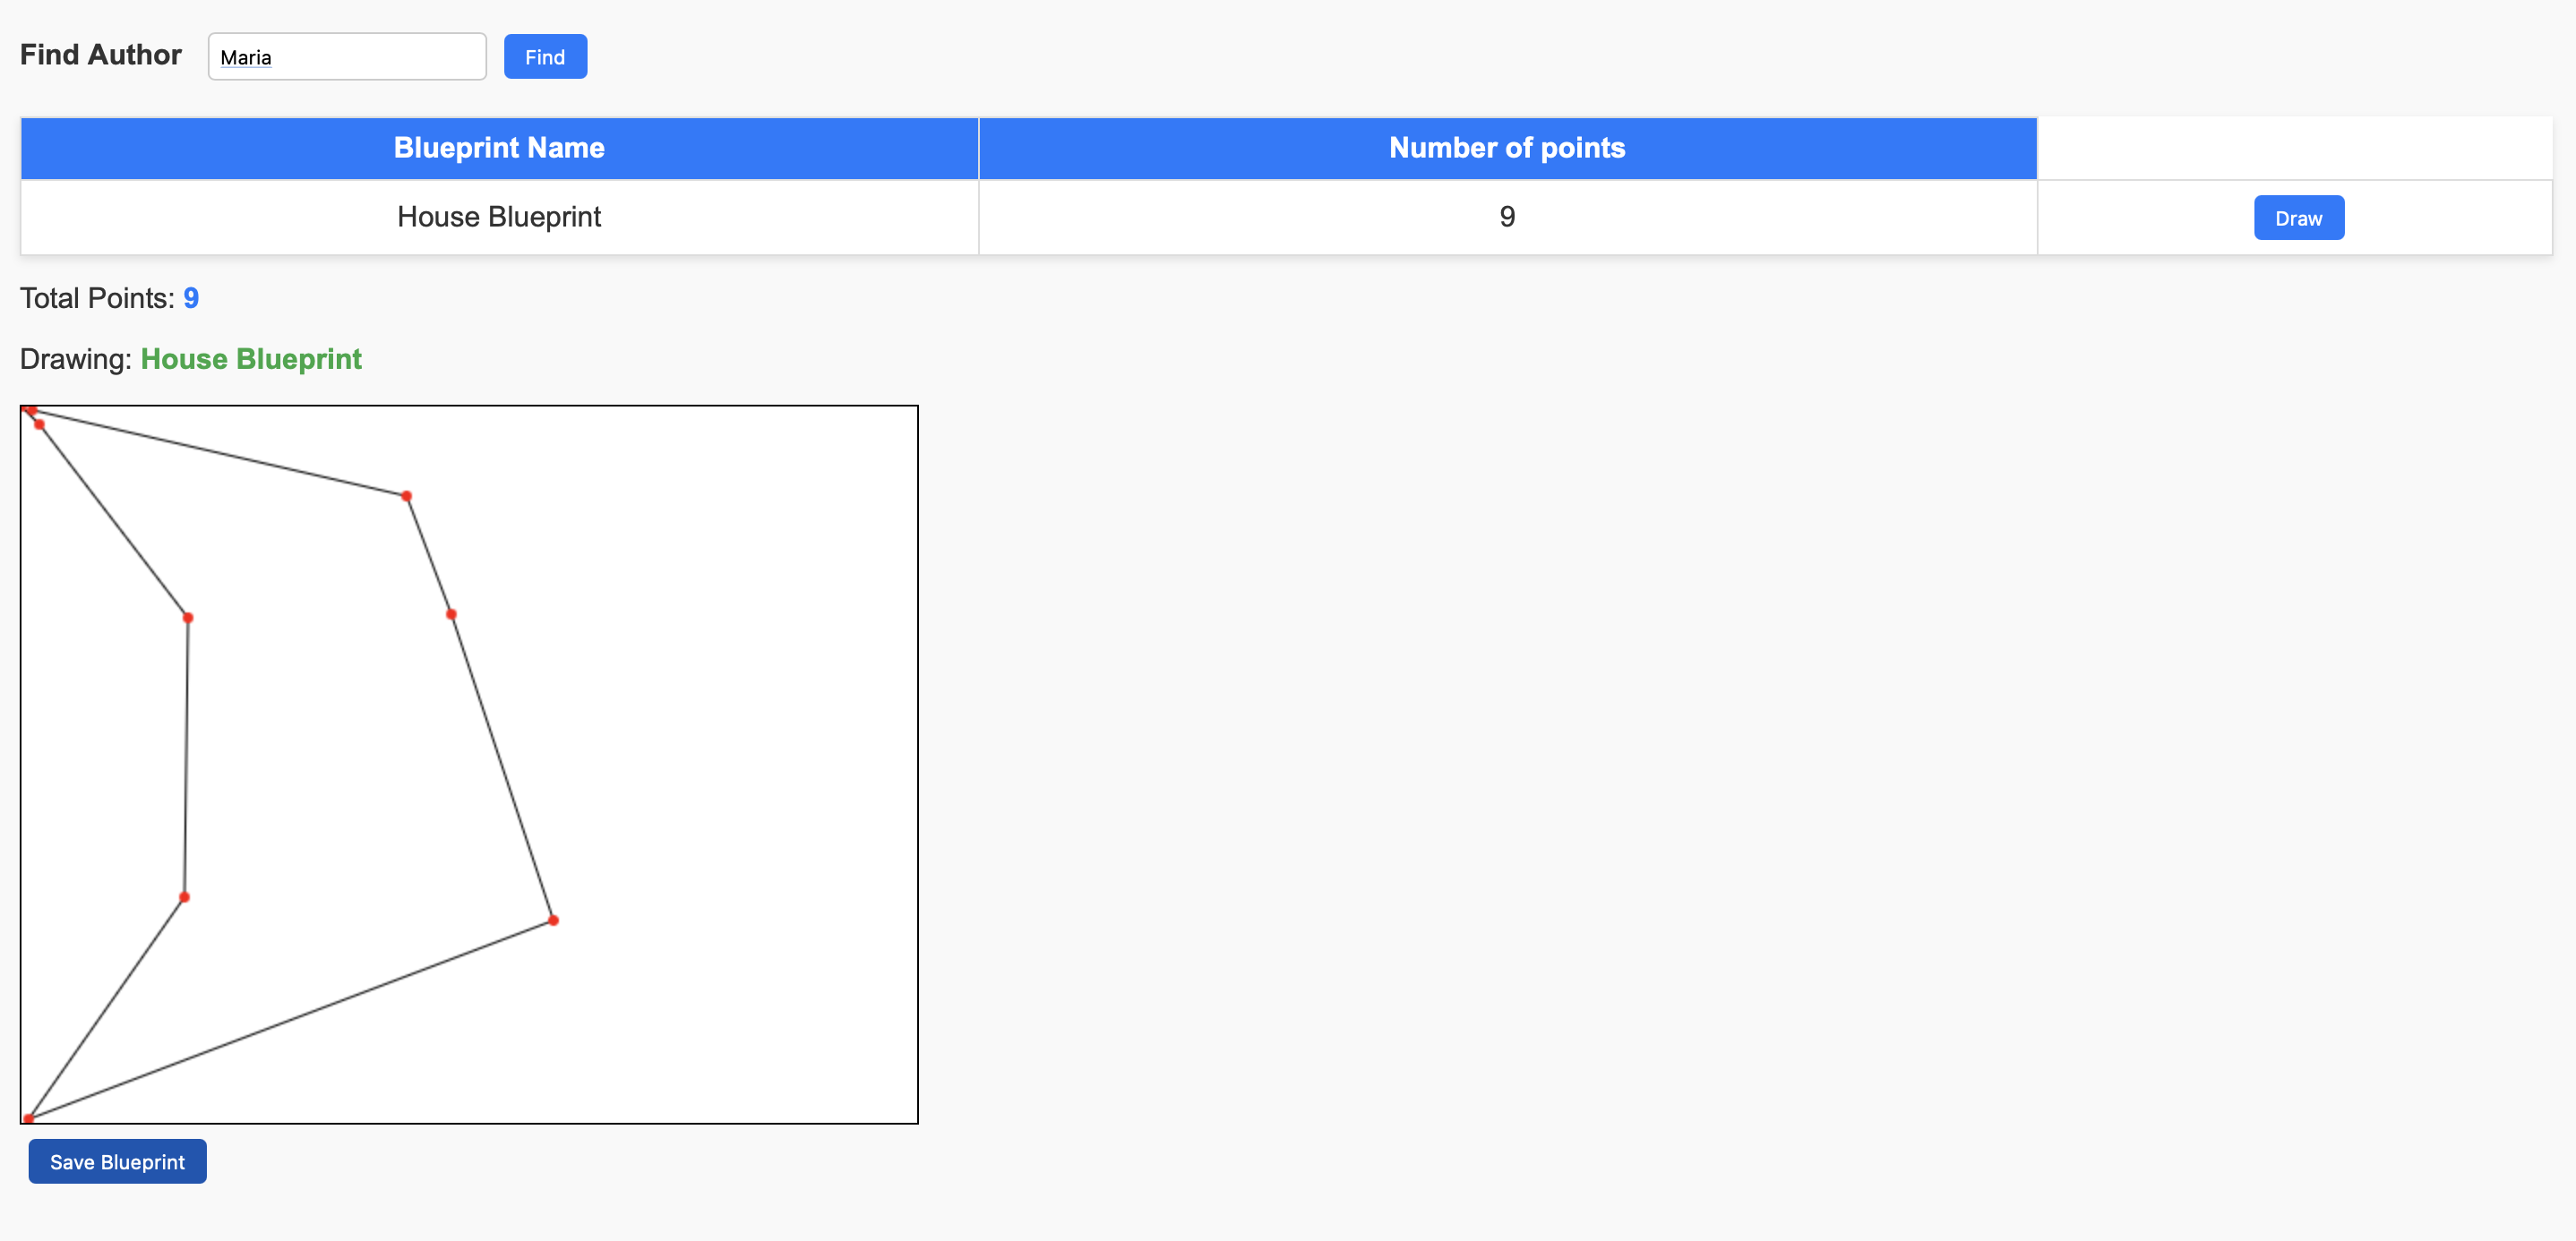 Find Author Maria Find
Blueprint Name Number of points
House Blueprint 9 Draw
Total Points: 9
Drawing: House Blueprint
Save Blueprint